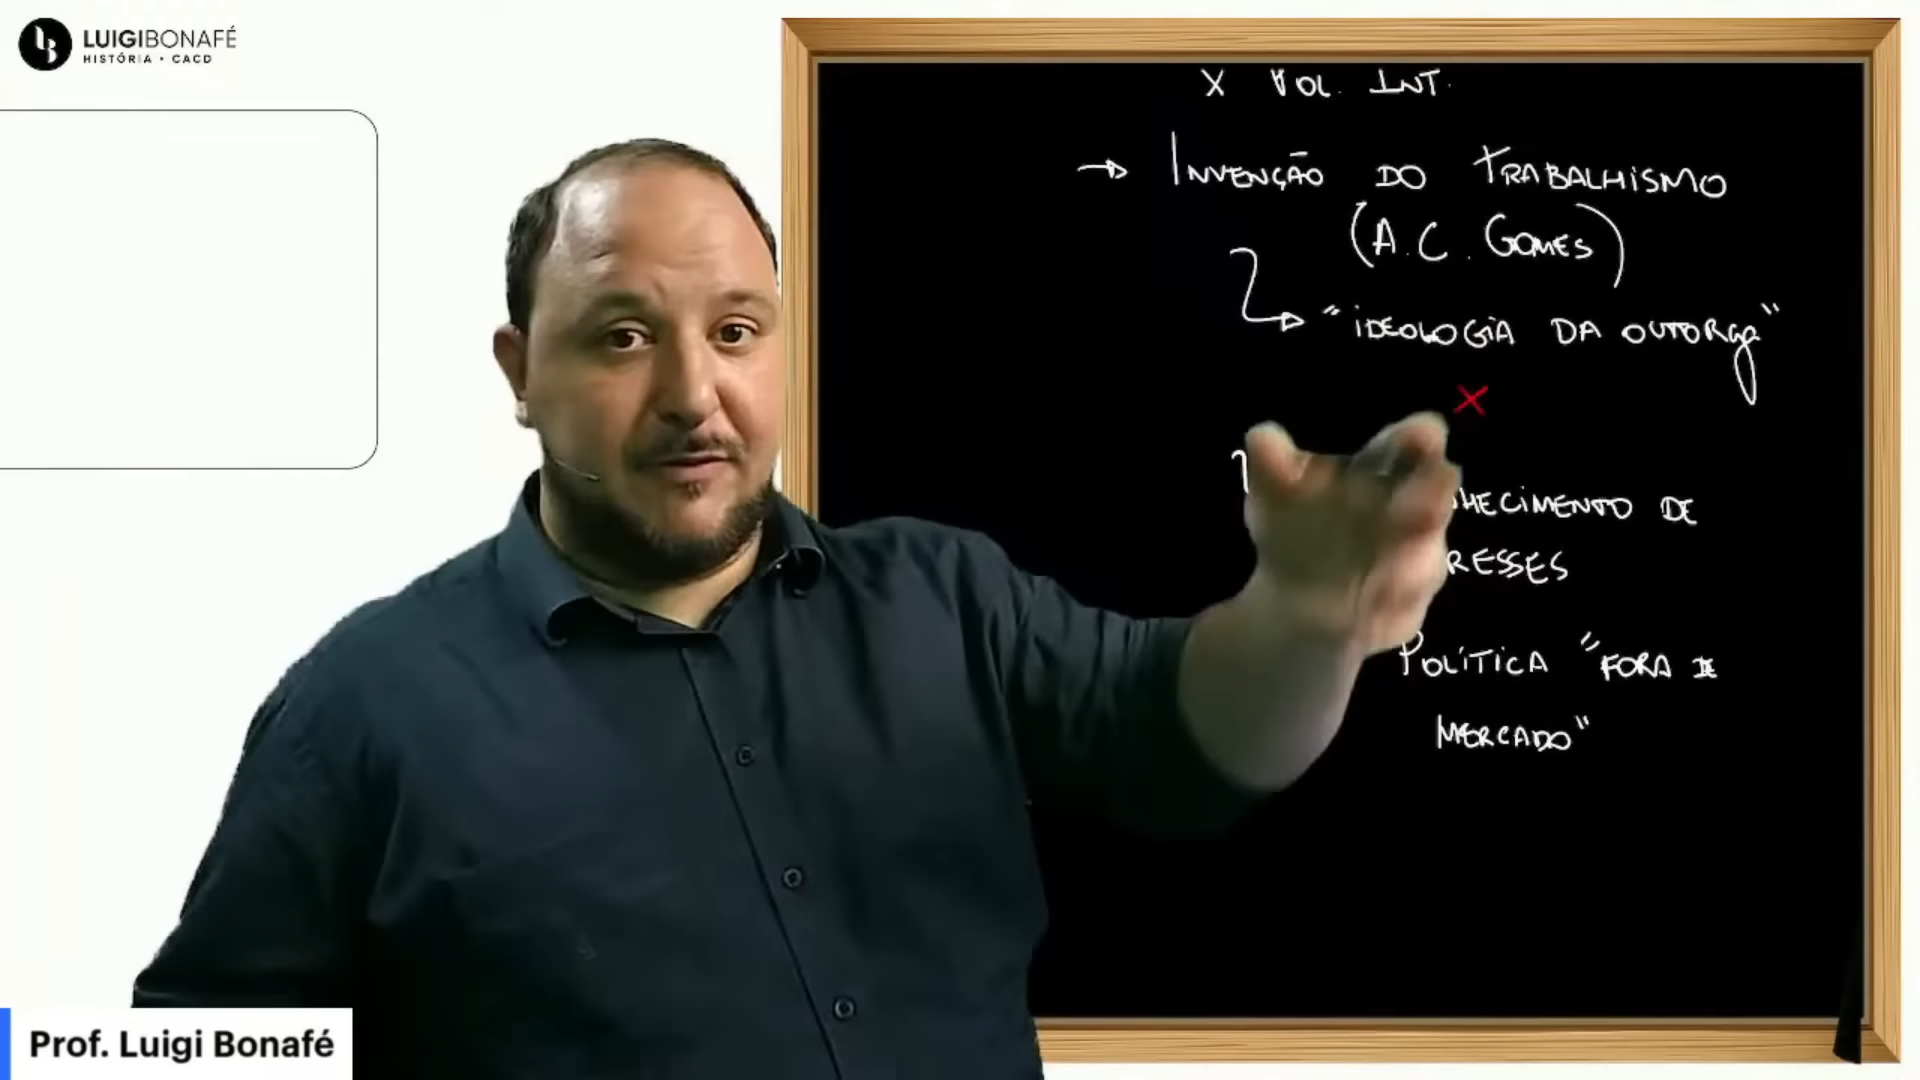 LUIGIBONAFÉ
HISTÓRIA • CACD
X VOL. INT.
→ INVENÇÃO DO TRABALHISMO
(A.C. GOMES)
"IDEOLOGIA DA OUTORGA"
X
HECIMENTO DE
RESSES
POLÍTICA "FORA DE
MERCADO"
Prof. Luigi Bonafé